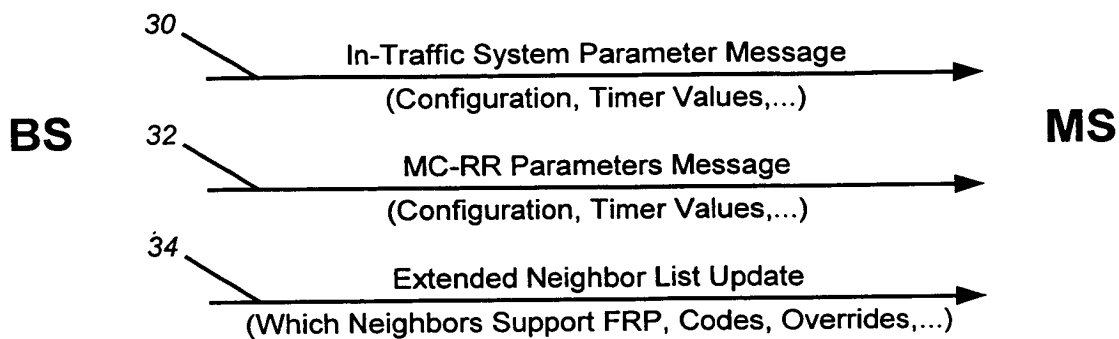 30
In-Traffic System Parameter Message
(Configuration, Timer Values,...)
BS
MS
32
MC-RR Parameters Message
(Configuration, Timer Values,...)
34
Extended Neighbor List Update
(Which Neighbors Support FRP, Codes, Overrides,...)